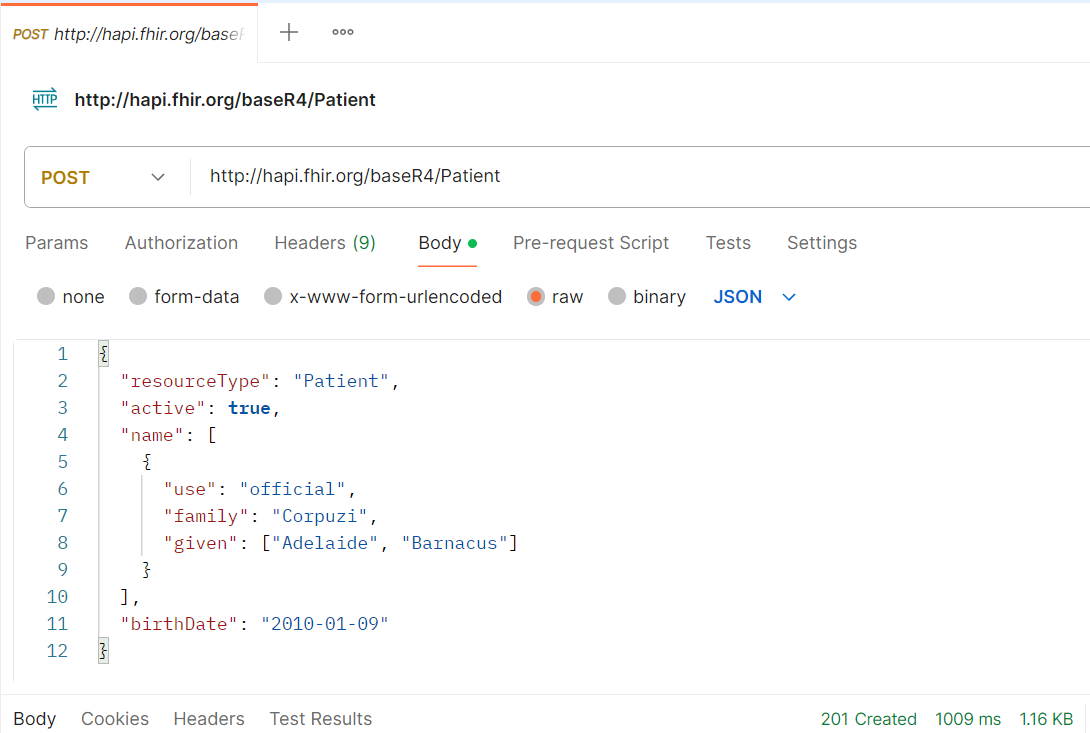 POST http://hapi.fhir.org/base
HTTP http://hapi.fhir.org/baseR4/Patient
POST http://hapi.fhir.org/baseR4/Patient
Params Authorization Headers (9) Body Pre-request Script Tests Settings
none form-data x-www-form-urlencoded raw binary JSON
1 {
2 "resourceType": "Patient",
3 "active": true,
4 "name": [
5 {
6 "use": "official",
7 "family": "Corpuzi",
8 "given": ["Adelaide", "Barnacus"]
9 }
10 ],
11 "birthDate": "2010-01-09"
12 }
Body Cookies Headers Test Results 201 Created 1009 ms 1.16 KB